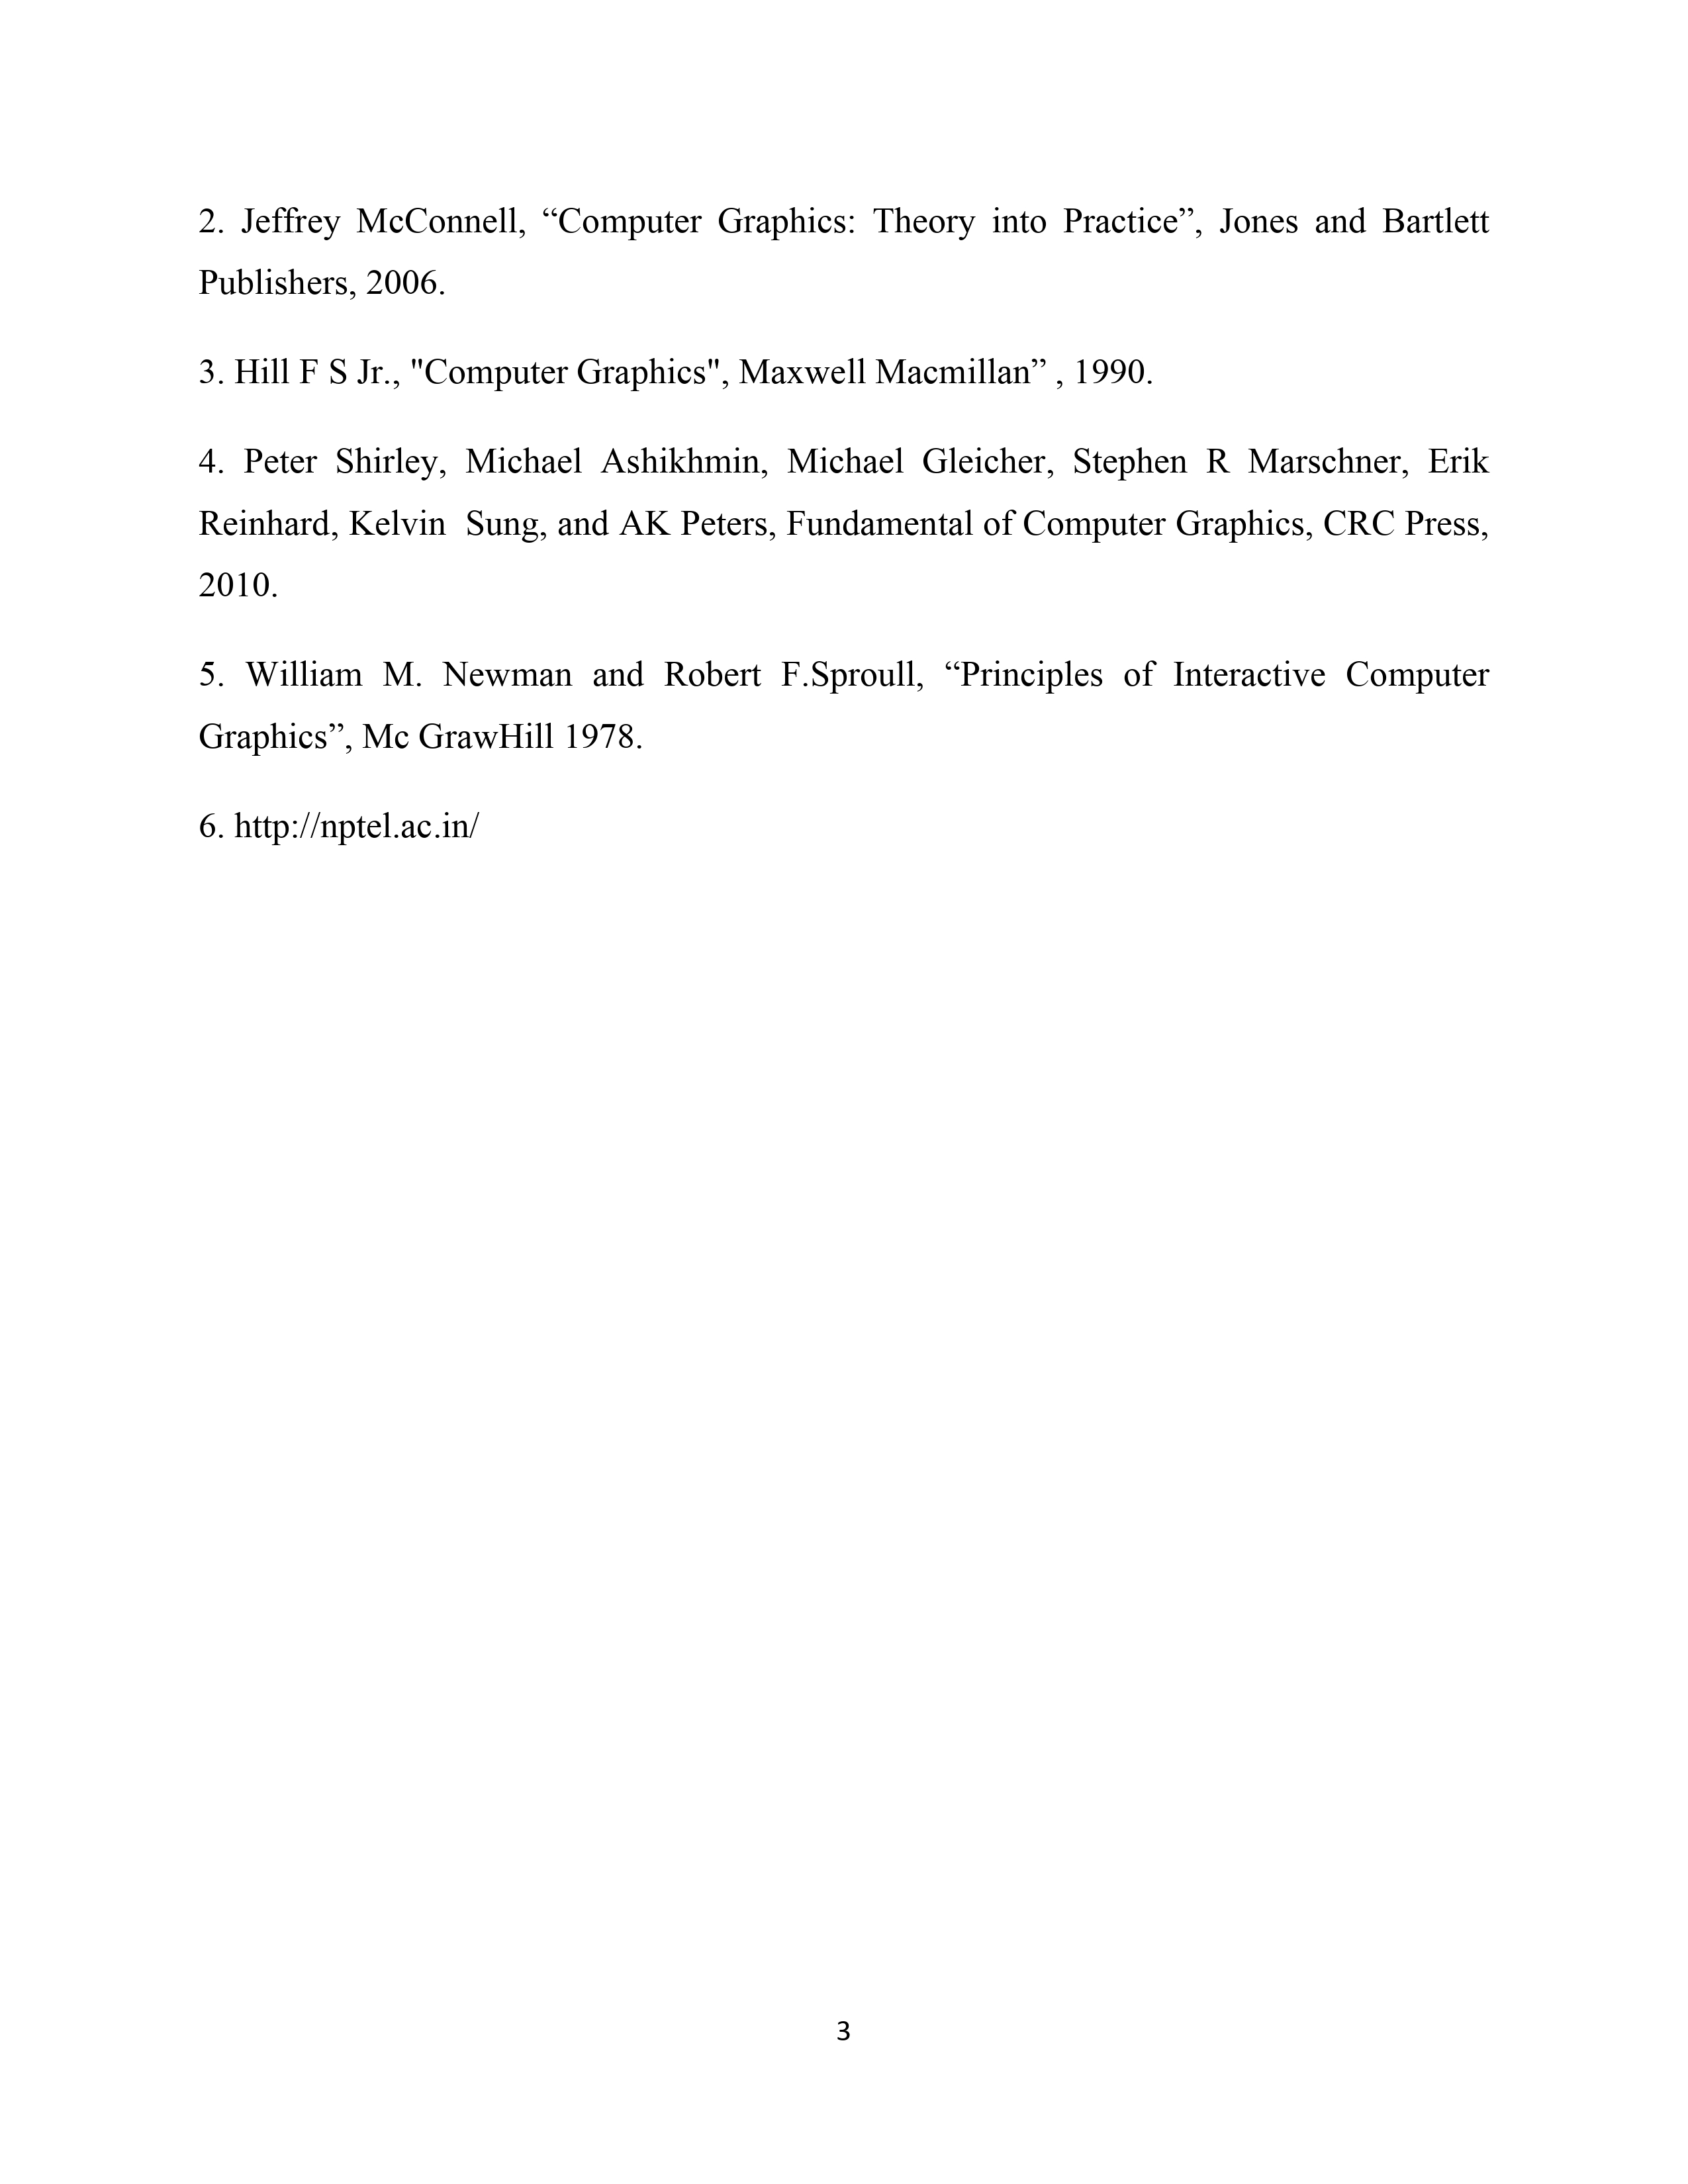 2. Jeffrey McConnell, “Computer Graphics: Theory into Practice”, Jones and Bartlett
Publishers, 2006.
3. Hill F S Jr., "Computer Graphics", Maxwell Macmillan” , 1990.
4. Peter Shirley, Michael Ashikhmin, Michael Gleicher, Stephen R Marschner, Erik
Reinhard, Kelvin  Sung, and AK Peters, Fundamental of Computer Graphics, CRC Press,
2010.
5. William M. Newman and Robert F.Sproull, “Principles of Interactive Computer
Graphics”, Mc GrawHill 1978.
6. http://nptel.ac.in/
3